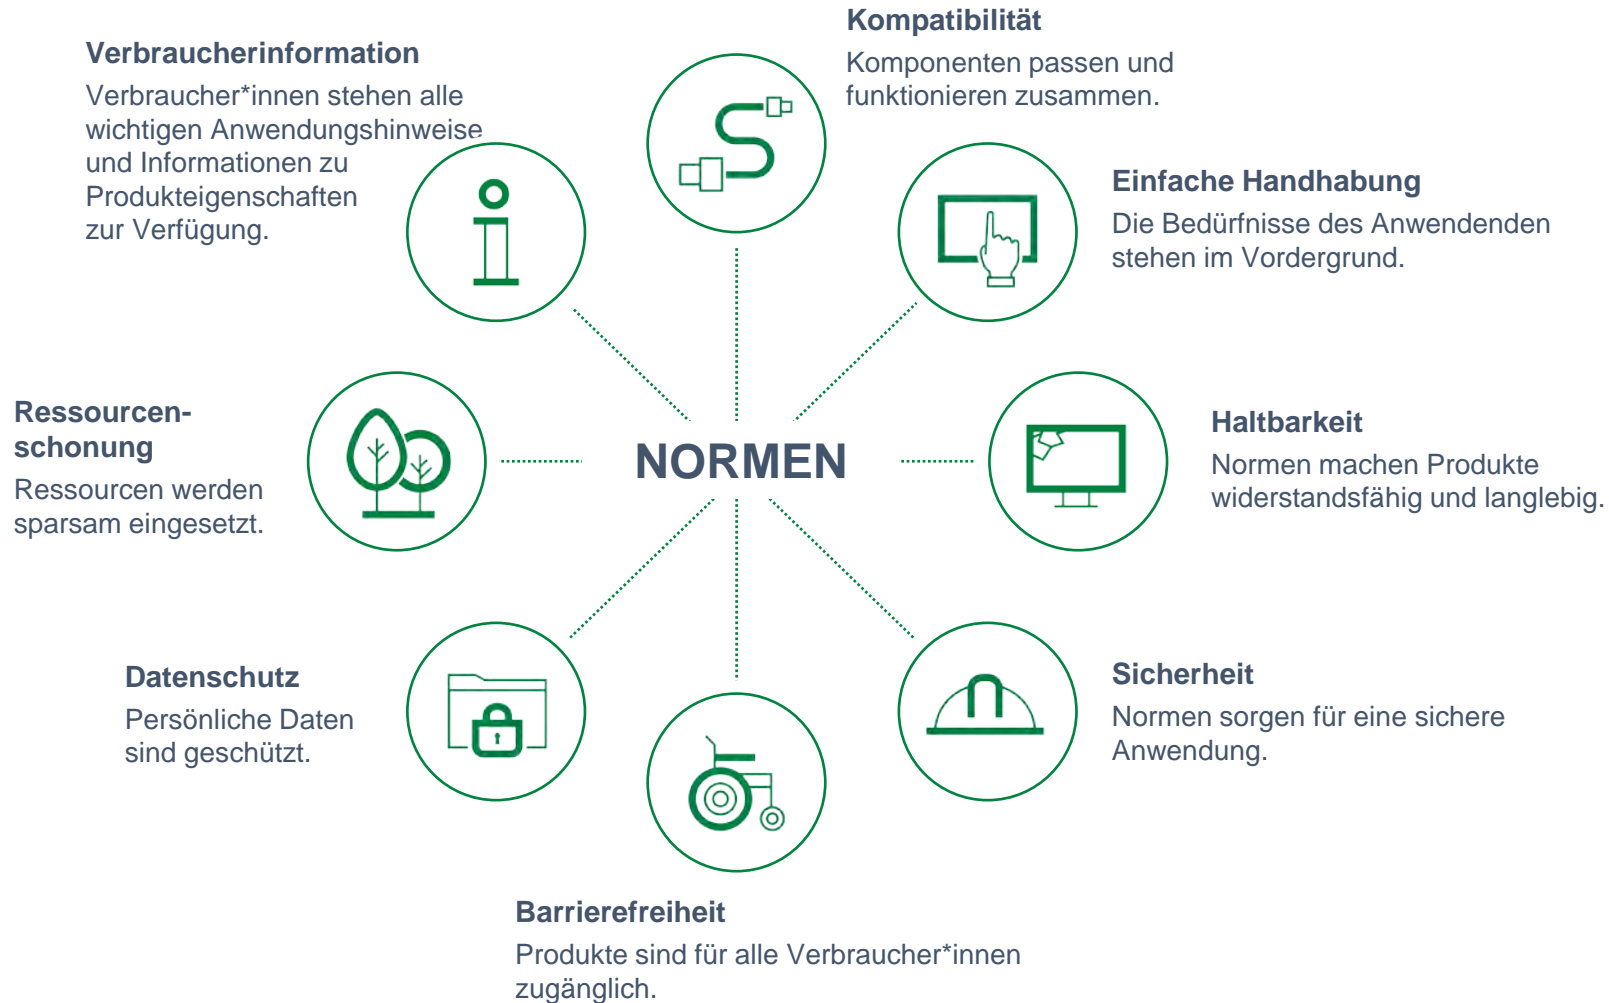 Kompatibilität
Komponenten passen und
funktionieren zusammen.
Verbraucherinformation
Verbraucher*innen stehen alle
wichtigen Anwendungshinweise
und Informationen zu
Produkteigenschaften
zur Verfügung.
Einfache Handhabung
Die Bedürfnisse des Anwendenden
stehen im Vordergrund.
Ressourcen-
schonung
Ressourcen werden
sparsam eingesetzt.
NORMEN
Haltbarkeit
Normen machen Produkte
widerstandsfähig und langlebig.
Datenschutz
Persönliche Daten
sind geschützt.
Sicherheit
Normen sorgen für eine sichere
Anwendung.
Barrierefreiheit
Produkte sind für alle Verbraucher*innen
zugänglich.